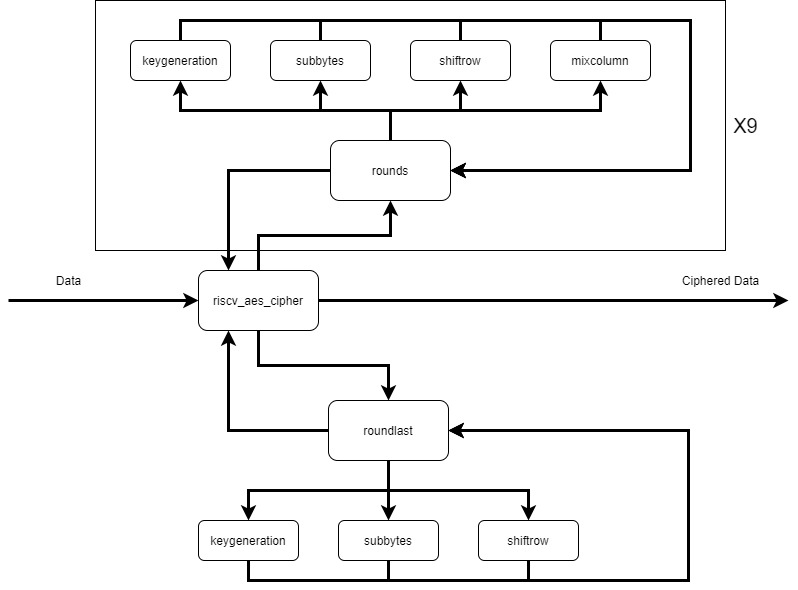 keygeneration
subbytes
shiftrow
mixcolumn
X9
rounds
Data
Ciphered Data
riscv_aes_cipher
roundlast
keygeneration
subbytes
shiftrow